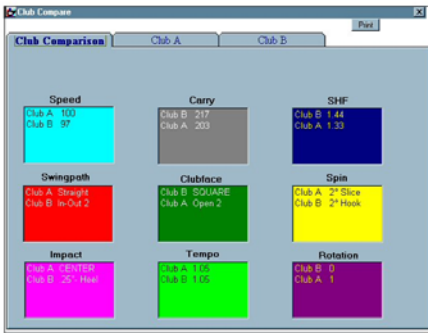 Club Compare
Print
Club Comparison Club A Club B
Speed Carry SHF
Club A 100
Club B 97
Club B 217
Club A 203
Club B 1.44
Club A 1.33
Swingpath Clubface Spin
Club A Straight
Club B In-Out 2
Club B SQUARE
Club A Open 2
Club A 2° Slice
Club B 2° Hook
Impact Tempo Rotation
Club A CENTER
Club B .25"- Heel
Club A 1.05
Club B 1.05
Club B 0
Club A 1